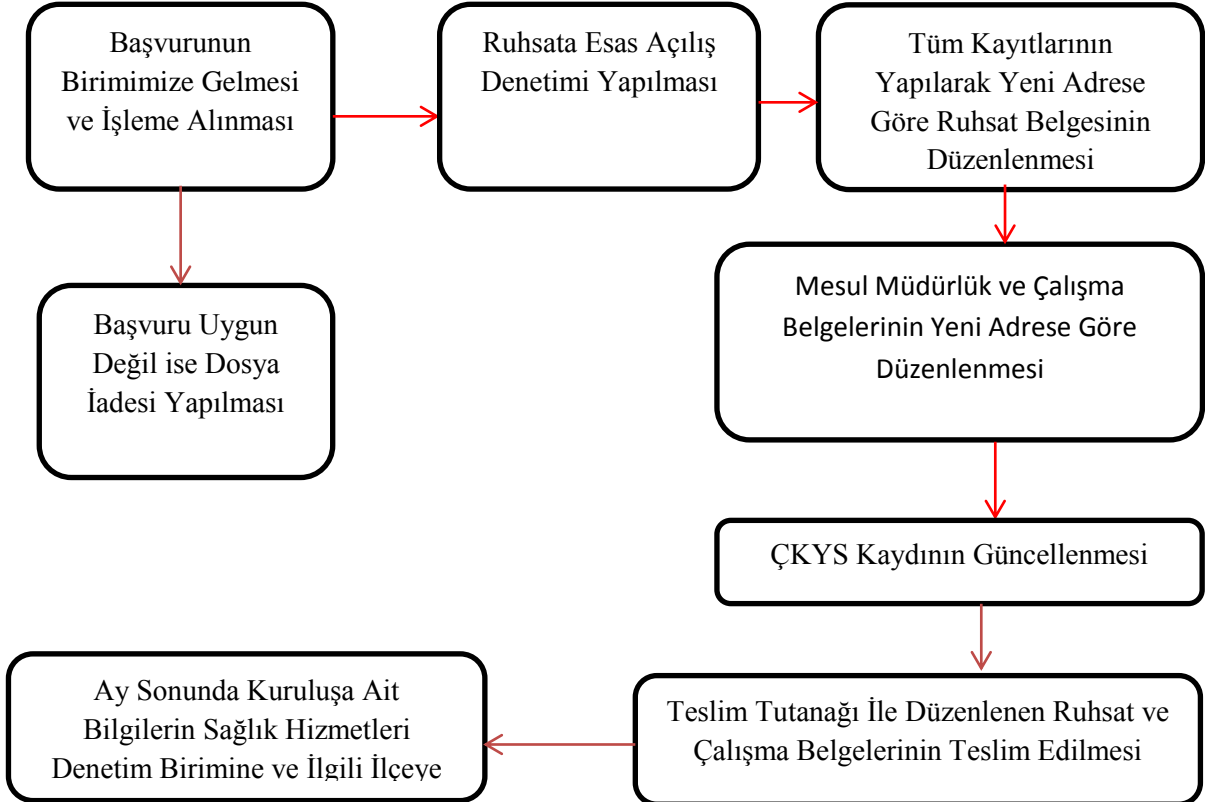 Başvurunun
Birimimize Gelmesi
ve İşleme Alınması
Ruhsata Esas Açılış
Denetimi Yapılması
Tüm Kayıtlarının
Yapılarak Yeni Adrese
Göre Ruhsat Belgesinin
Düzenlenmesi
Başvuru Uygun
Değil ise Dosya
İadesi Yapılması
Mesul Müdürlük ve Çalışma
Belgelerinin Yeni Adrese Göre
Düzenlenmesi
ÇKYS Kaydının Güncellenmesi
Teslim Tutanağı İle Düzenlenen Ruhsat ve
Çalışma Belgelerinin Teslim Edilmesi
Ay Sonunda Kuruluşa Ait
Bilgilerin Sağlık Hizmetleri
Denetim Birimine ve İlgili İlçeye